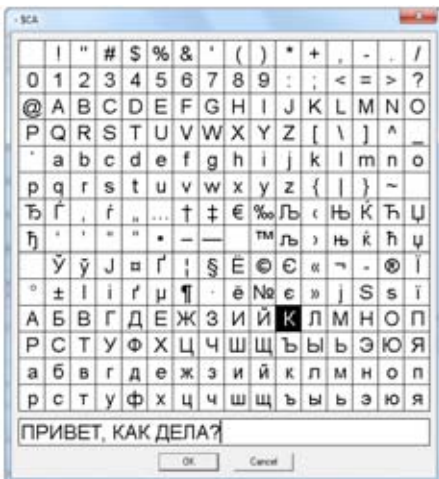 - SCA
! " # $ % & ' ( ) * + , - . /
0 1 2 3 4 5 6 7 8 9 : ; < = > ?
@ A B C D E F G H I J K L M N O
P Q R S T U V W X Y Z [ \ ] ^ _
` a b c d e f g h i j k l m n o
p q r s t u v w x y z { | } ~
Ђ Ѓ ‚ ѓ „ … † ‡ € ‰ Љ ‹ Њ Ќ Ћ Џ
ђ ‘ ’ “ ” • – — ™ љ › њ ќ ћ џ
Ў ў Ј ¤ Ґ ¦ § Ё © Є « ¬ - ® Ї
° ± І і ґ µ ¶ · ё № є » ј Ѕ ѕ ї
А Б В Г Д Е Ж З И Й К Л М Н О П
Р С Т У Ф Х Ц Ч Ш Щ Ъ Ы Ь Э Ю Я
а б в г д е ж з и й к л м н о п
р с т у ф х ц ч ш щ ъ ы ь э ю я
ПРИВЕТ, КАК ДЕЛА?
OK Cancel